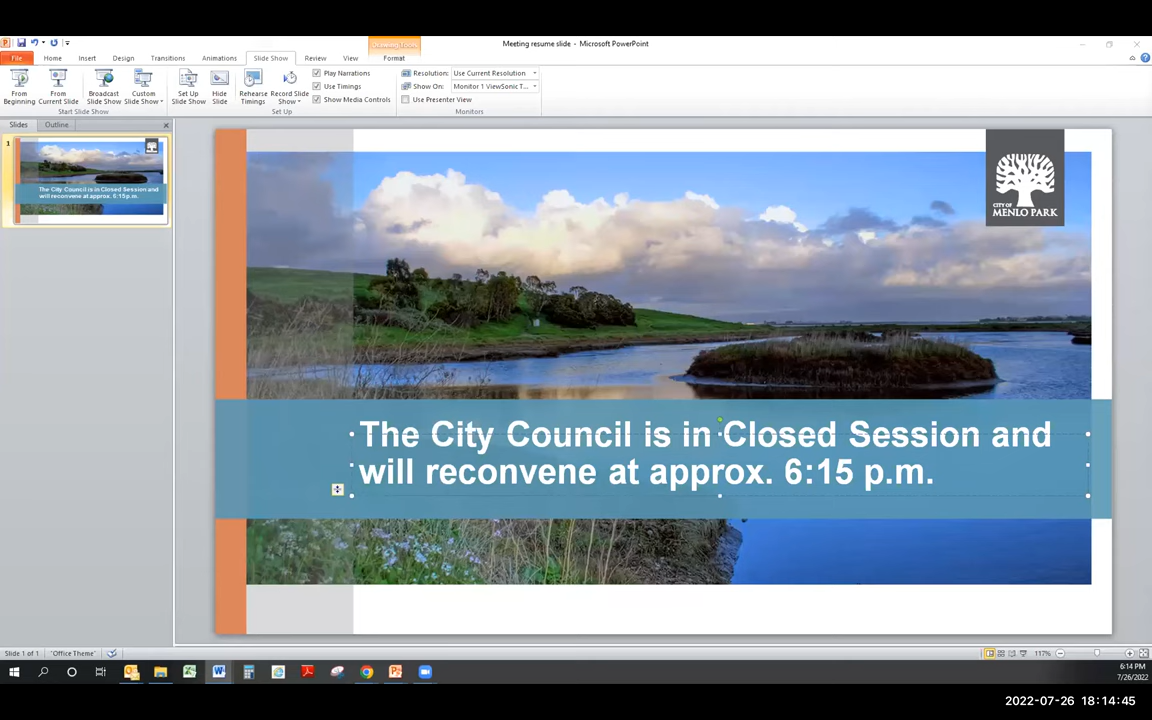 Drawing Tools
Meeting resume slide - Microsoft PowerPoint
File Home Insert Design Transitions Animations Slide Show Review View Format
From Beginning
From Current Slide
Broadcast Slide Show
Custom Slide Show
Set Up Slide Show
Hide Slide
Rehearse Timings
Record Slide Show
Play Narrations
Use Timings
Show Media Controls
Resolution: Use Current Resolution
Show On: Monitor 1 ViewSonic T...
Use Presenter View
Start Slide Show
Set Up
Monitors
Slides Outline
1
The City Council is in Closed Session and
will reconvene at approx. 6:15 p.m.
CITY OF
MENLO PARK
The City Council is in Closed Session and
will reconvene at approx. 6:15 p.m.
Slide 1 of 1 "Office Theme"
117%
6:14 PM
7/26/2022
2022-07-26 18:14:45